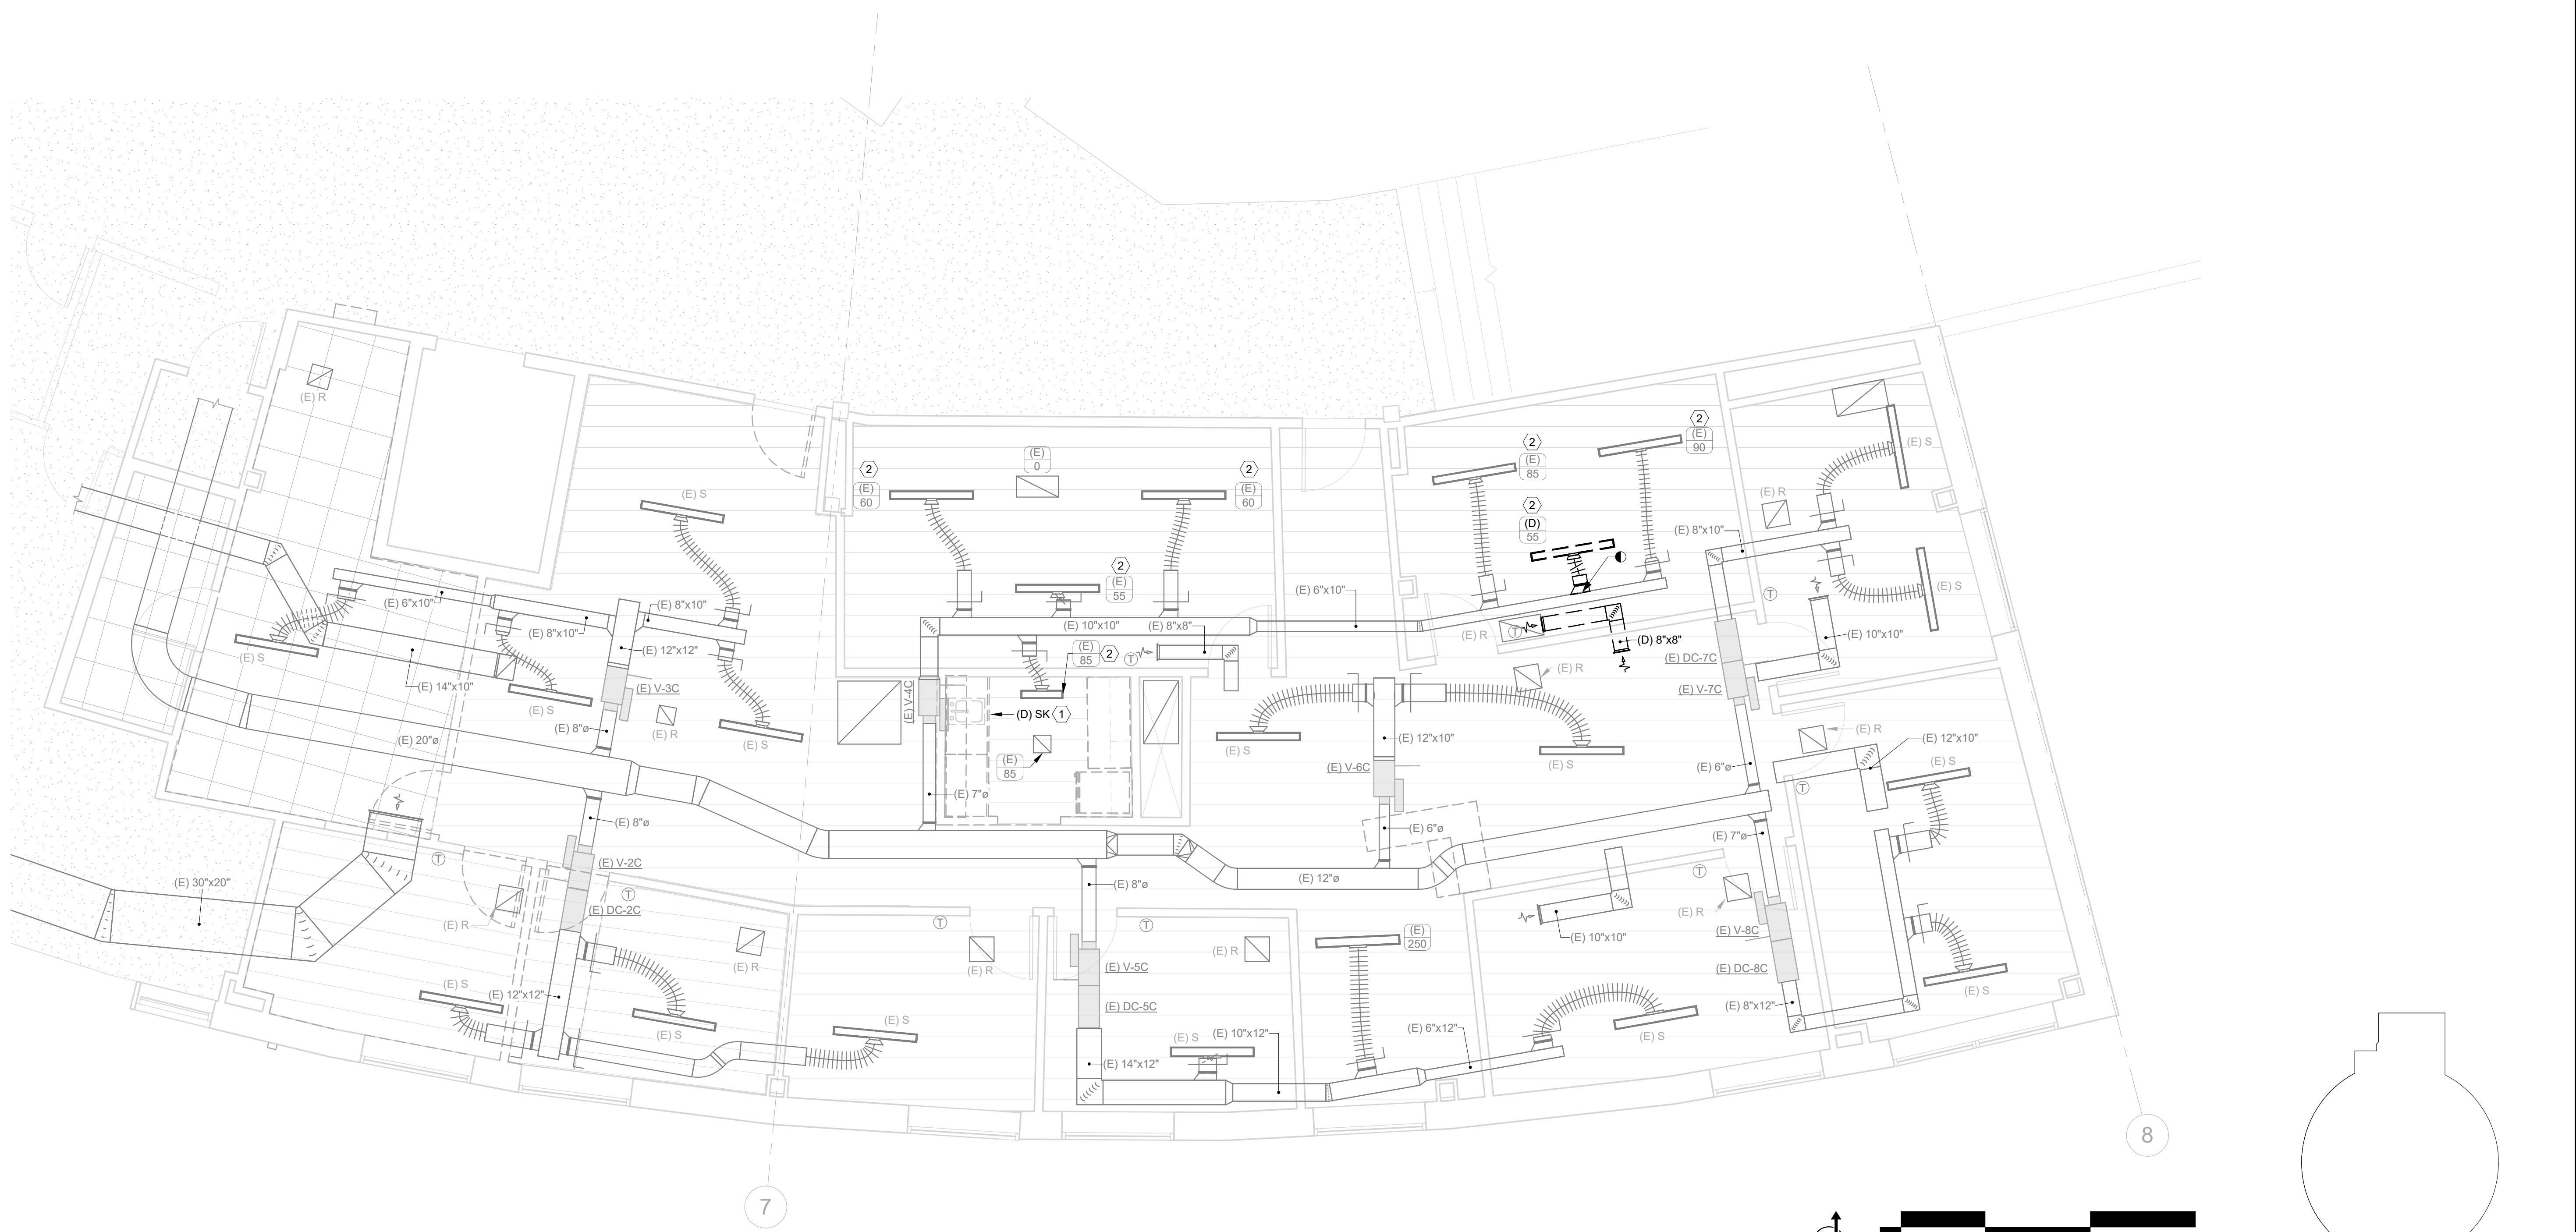 (E) R
(E) S
2
(E)
60
(E)
0
2
(E)
60
2
(E)
85
2
(E)
90
(E) S
(E) R
2
(D)
55
(E) 8"x10"
(E) S
2
(E)
55
(E) 6"x10"
(E) 6"x10"
(E) 8"x10"
(E) 8"x10"
T
(E) 10"x10"
(E) 8"x8"
(E) R
T
(D) 8"x8"
(E) 10"x10"
(E) S
(E) 12"x12"
(E)
85
2
T
(E) DC-7C
(E) R
(E) 14"x10"
(E) V-3C
(E) V-4C
(E) V-7C
(E) S
(D) SK
1
(E) 8"ø
(E) R
(E) S
(E) 20"ø
(E) 12"x10"
(E) R
(E) 12"x10"
(E) S
(E) S
(E)
85
(E) V-6C
(E) 6"ø
(E) S
T
(E) 7"ø
(E) 8"ø
(E) 6"ø
(E) 7"ø
T
(E) V-2C
T
(E) 30"x20"
T
(E) 8"ø
(E) 12"ø
(E) DC-2C
(E) R
T
T
(E) R
(E) 10"x10"
(E)
250
(E) V-8C
(E) R
(E) R
(E) R
(E) V-5C
(E) DC-8C
(E) S
(E) S
(E) 12"x12"
(E) DC-5C
(E) 8"x12"
(E) S
(E) S
(E) S
(E) 10"x12"
(E) 6"x12"
(E) S
(E) 14"x12"
8
7